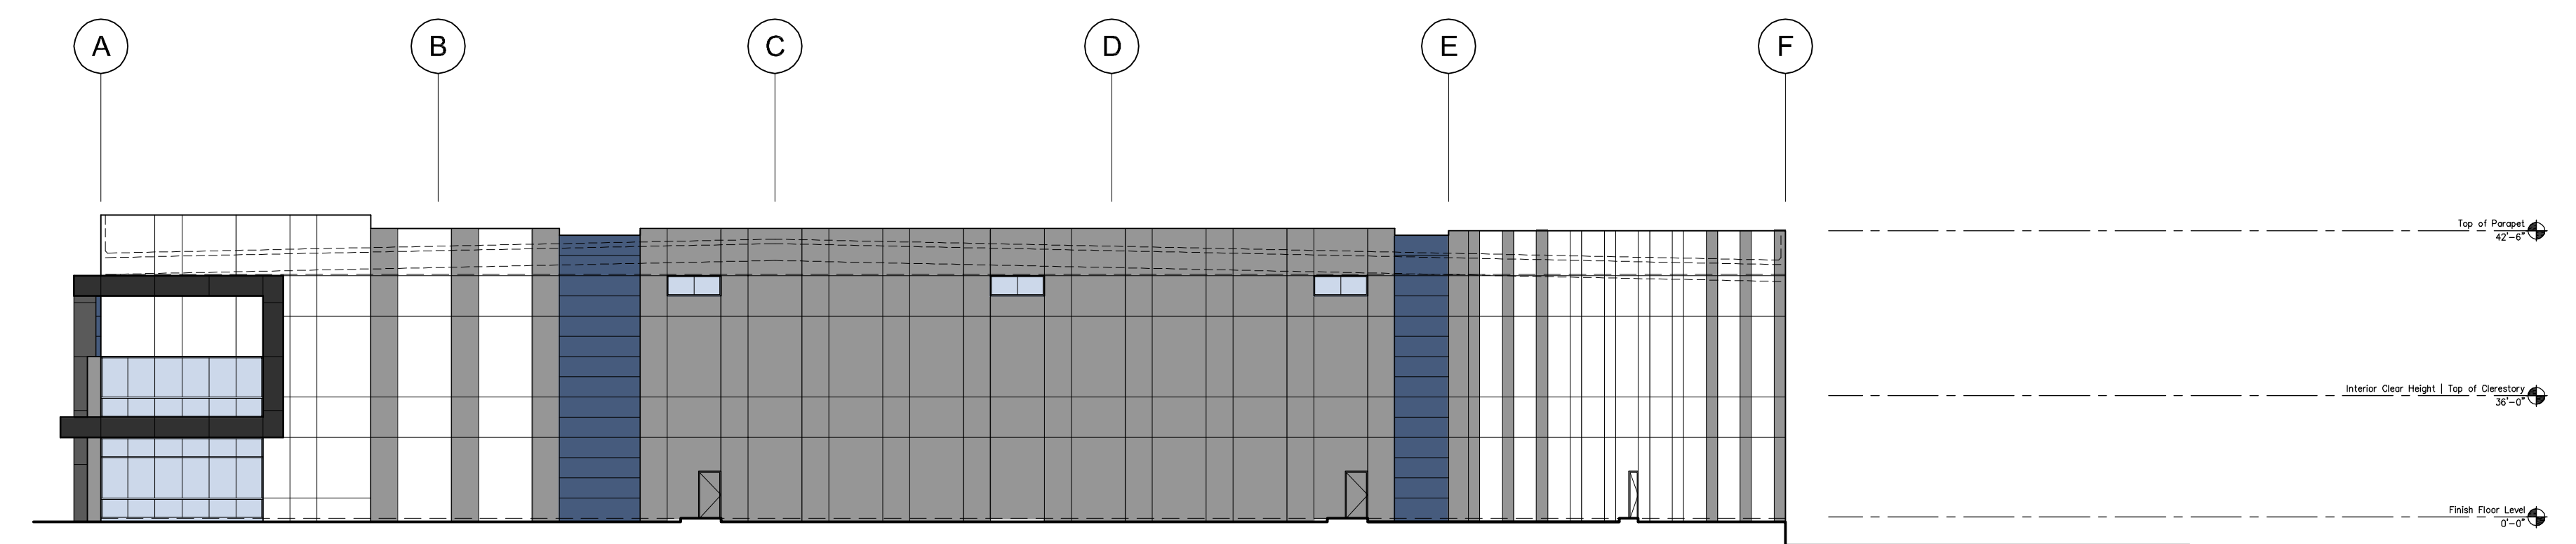 A B C D E F
Top of Parapet
42'-6"
Interior Clear Height | Top of Clerestory
36'-0"
Finish Floor Level
0'-0"